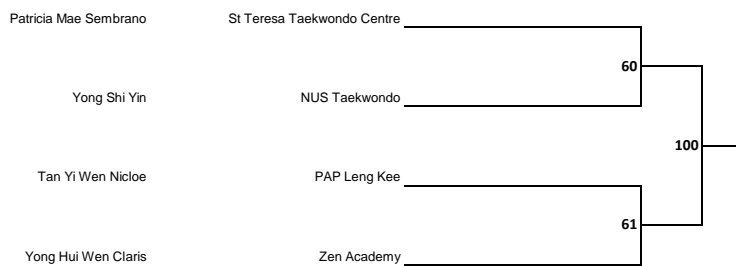 Patricia Mae Sembrano St Teresa Taekwondo Centre
60
Yong Shi Yin NUS Taekwondo
100
Tan Yi Wen Nicloe PAP Leng Kee
61
Yong Hui Wen Claris Zen Academy